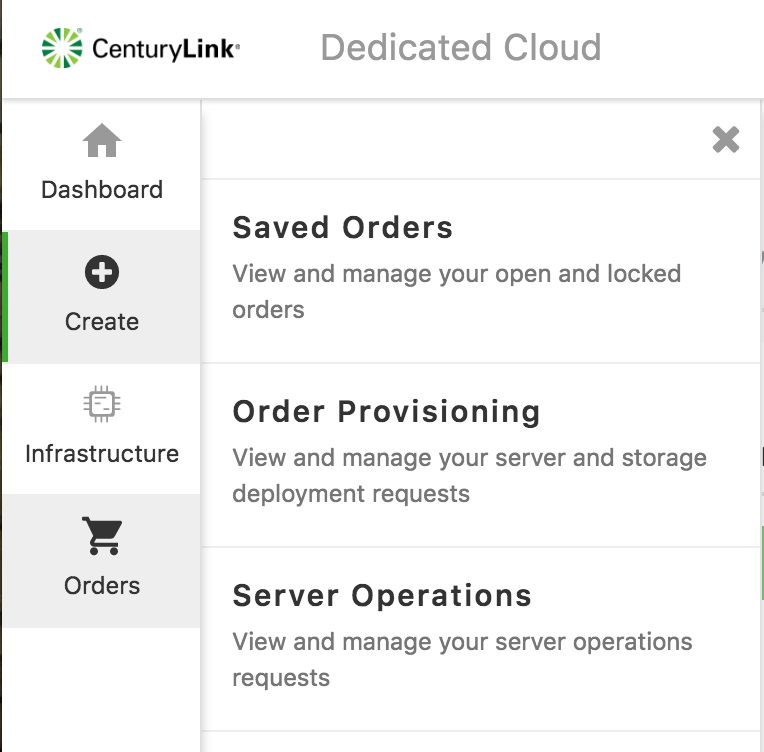 CenturyLink®
Dedicated Cloud
Dashboard
Create
Infrastructure
Orders
Saved Orders
View and manage your open and locked
orders
Order Provisioning
View and manage your server and storage
deployment requests
Server Operations
View and manage your server operations
requests